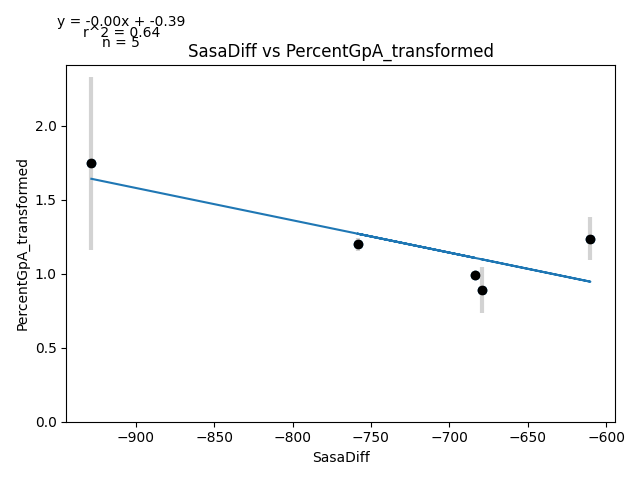 y = -0.00x + -0.39
r^2 = 0.64
n = 5
SasaDiff vs PercentGpA_transformed
PercentGpA_transformed
2.0
1.5
1.0
0.5
0.0
−900
−850
−800
−750
−700
−650
−600
SasaDiff